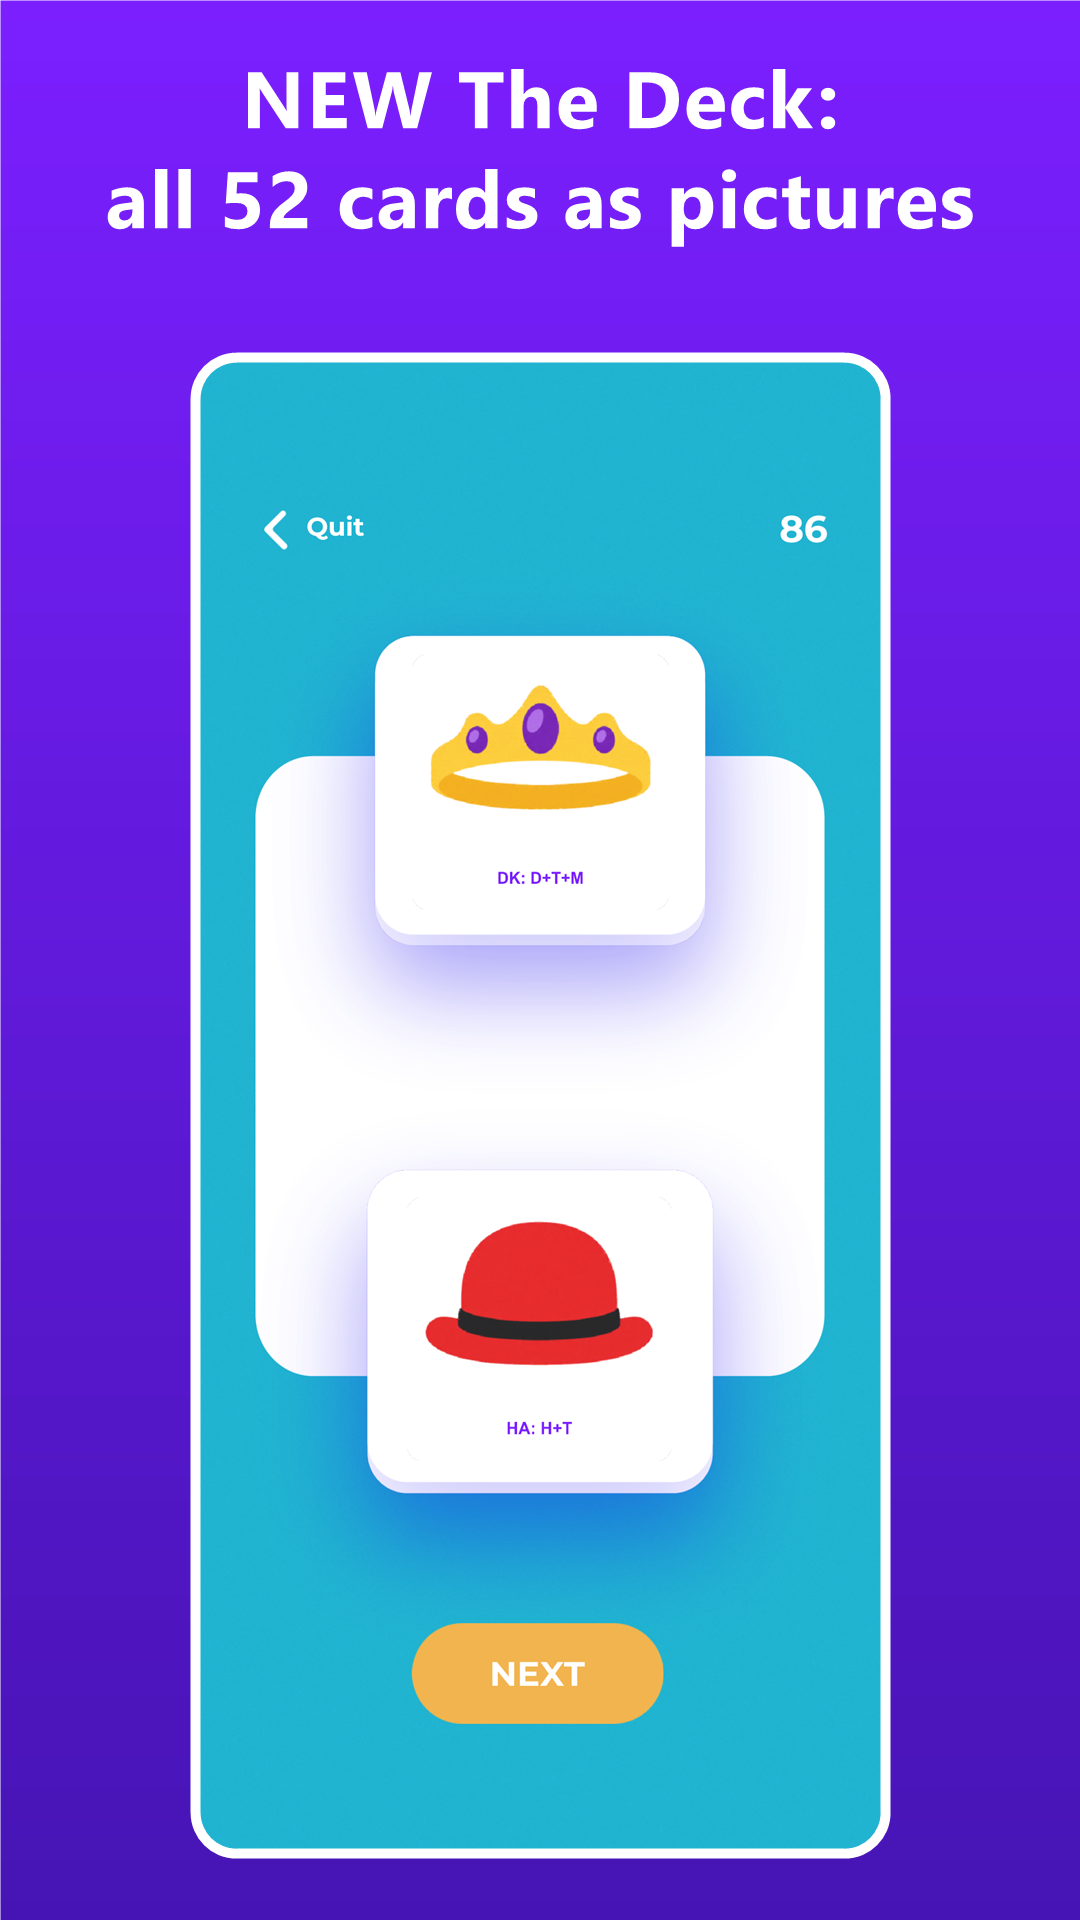 NEW The Deck:
all 52 cards as pictures
Quit
86
DK: D+T+M
HA: H+T
NEXT